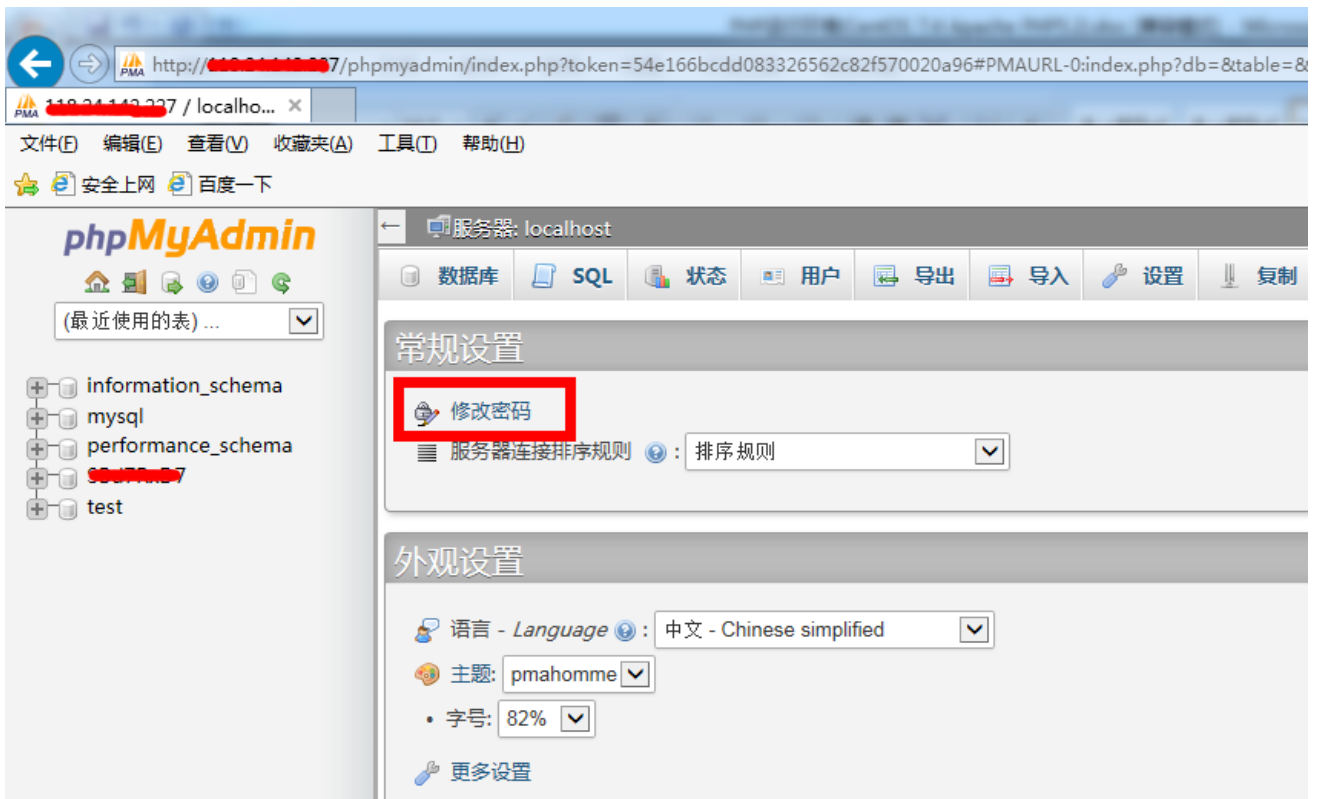 http://7/phpmyadmin/index.php?token=54e166bcdd083326562c82f570020a96#PMAURL-0:index.php?db=&table=&
7 / localho... ×
文件(F) 编辑(E) 查看(V) 收藏夹(A) 工具(T) 帮助(H)
安全上网 百度一下
phpMyAdmin
(最近使用的表) ...
information_schema
mysql
performance_schema
test
服务器: localhost
数据库 SQL 状态 用户 导出 导入 设置 复制
常规设置
修改密码
服务器连接排序规则 : 排序规则
外观设置
语言 - Language : 中文 - Chinese simplified
主题: pmahomme
• 字号: 82%
更多设置